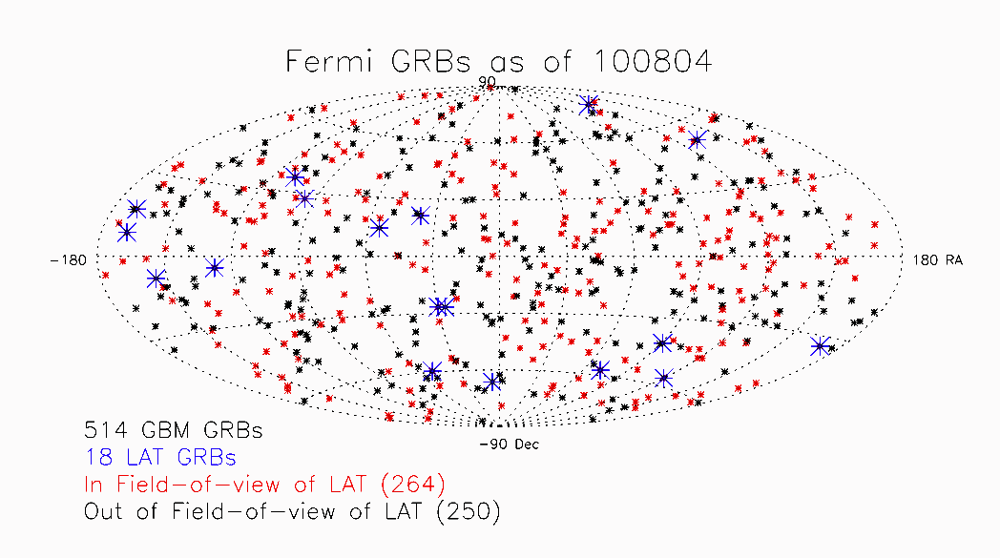 Fermi GRBs as of 100804
90
-180
180 RA
-90 Dec
514 GBM GRBs
18 LAT GRBs
In Field-of-view of LAT (264)
Out of Field-of-view of LAT (250)